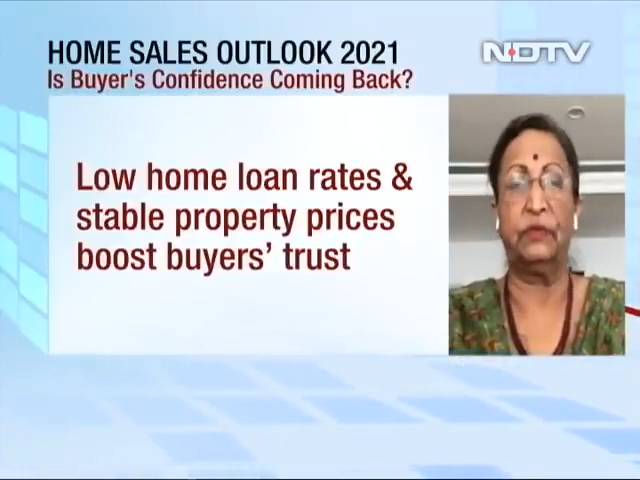 HOME SALES OUTLOOK 2021
NDTV
Is Buyer's Confidence Coming Back?
Low home loan rates &
stable property prices
boost buyers’ trust